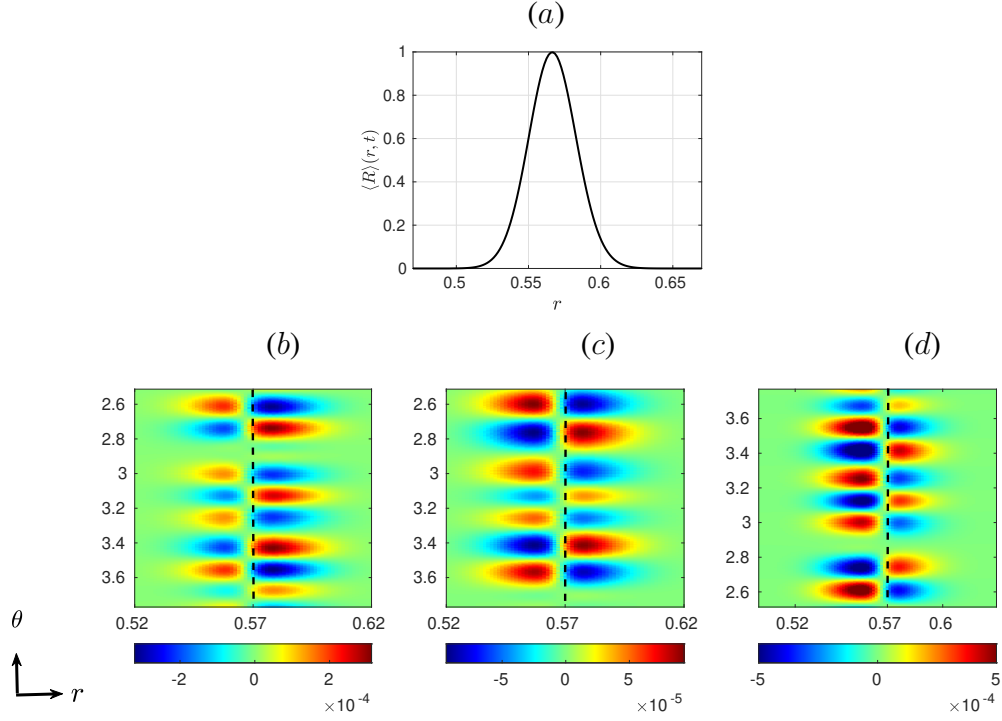 (a)
1
0.8
0.6
0.4
0.2
0
⟨R⟩(r, t)
0.5 0.55 0.6 0.65
r
(b) (c) (d)
2.6 2.8 3 3.2 3.4 3.6
0.52 0.57 0.62
-2 0 2
×10⁻⁴
2.6 2.8 3 3.2 3.4 3.6
0.52 0.57 0.62
-5 0 5
×10⁻⁵
3.6 3.4 3.2 3 2.8 2.6
0.52 0.57 0.6
-5 0 5
×10⁻⁴
θ
r